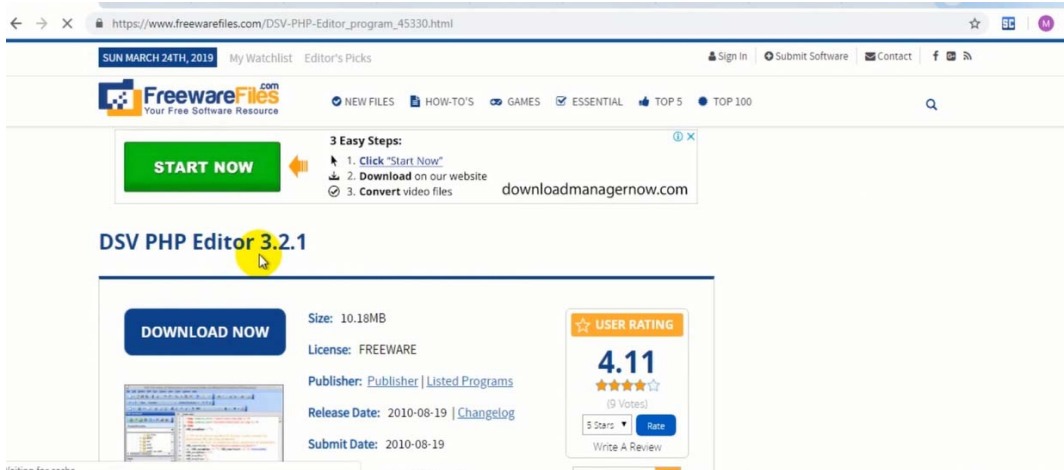 https://www.freewarefiles.com/DSV-PHP-Editor_program_45330.html
M
SUN MARCH 24TH, 2019 My Watchlist Editor's Picks Sign In Submit Software Contact
FreewareFiles.com
Your Free Software Resource
NEW FILES HOW-TO'S GAMES ESSENTIAL TOP 5 TOP 100
START NOW
3 Easy Steps:
1. Click "Start Now"
2. Download on our website
3. Convert video files
downloadmanagernow.com
DSV PHP Editor 3.2.1
DOWNLOAD NOW
Size: 10.18MB
License: FREEWARE
Publisher: Publisher | Listed Programs
Release Date: 2010-08-19 | Changelog
Submit Date: 2010-08-19
USER RATING
4.11
(9 Votes)
5 Stars Rate
Write A Review